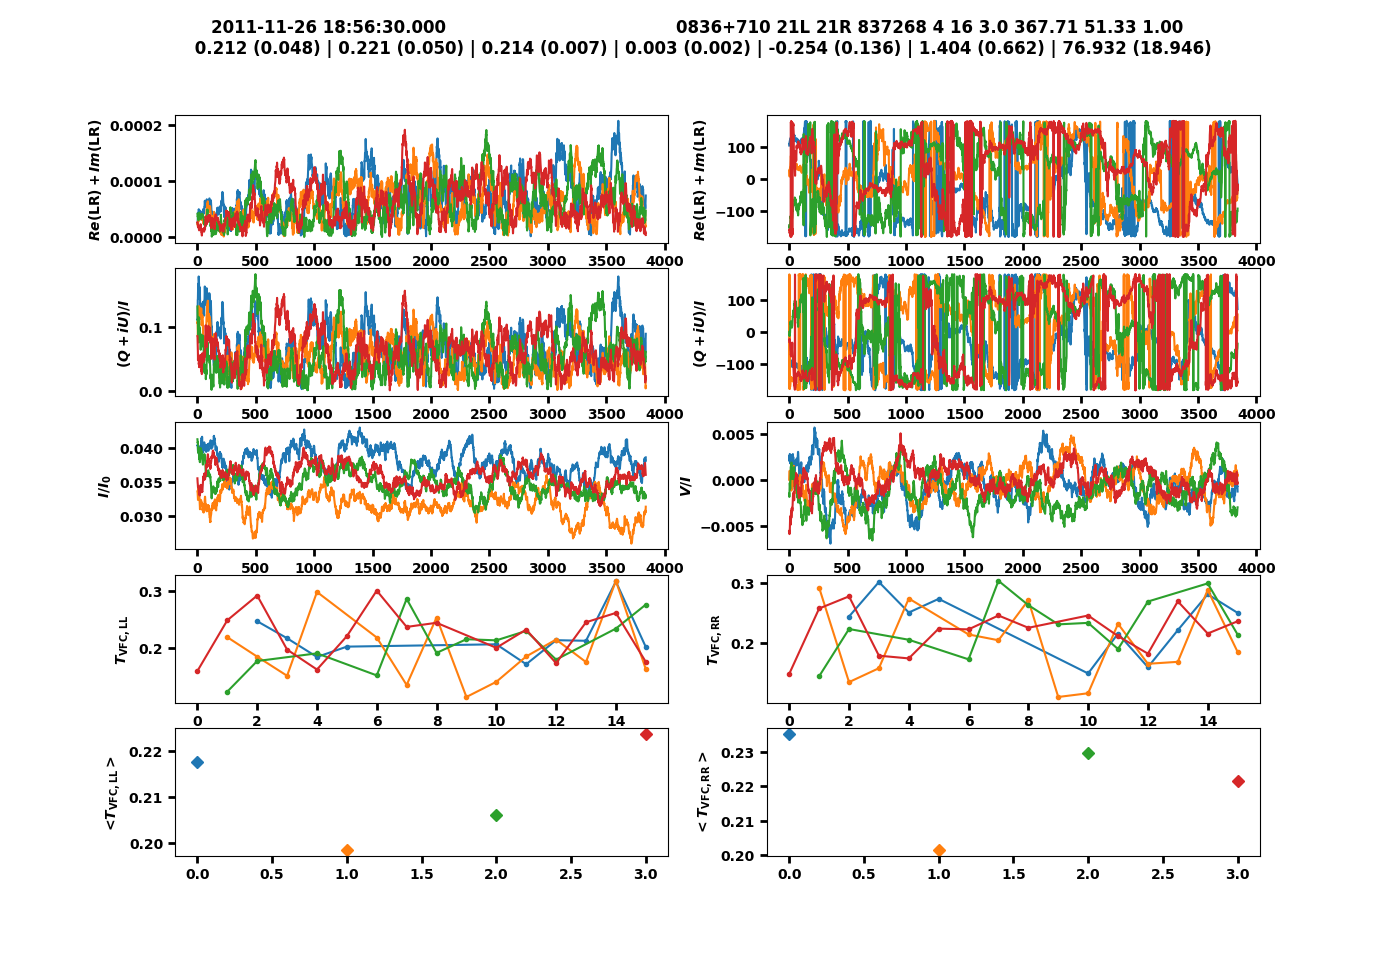 2011-11-26 18:56:30.000 0836+710 21L 21R 837268 4 16 3.0 367.71 51.33 1.00
0.212 (0.048) | 0.221 (0.050) | 0.214 (0.007) | 0.003 (0.002) | -0.254 (0.136) | 1.404 (0.662) | 76.932 (18.946)
Re(LR) + Im(LR)
0.0002
0.0001
0.0000
0 500 1000 1500 2000 2500 3000 3500 4000
Re(LR) + Im(LR)
100
0
−100
0 500 1000 1500 2000 2500 3000 3500 4000
(Q + iU)/I
0.1
0.0
0 500 1000 1500 2000 2500 3000 3500 4000
(Q + iU)/I
100
0
−100
0 500 1000 1500 2000 2500 3000 3500 4000
I/I0
0.040
0.035
0.030
0 500 1000 1500 2000 2500 3000 3500 4000
V/I
0.005
0.000
−0.005
0 500 1000 1500 2000 2500 3000 3500 4000
TVFC, LL
0.3
0.2
0 2 4 6 8 10 12 14
TVFC, RR
0.3
0.2
0 2 4 6 8 10 12 14
<TVFC, LL >
0.22
0.21
0.20
0.0 0.5 1.0 1.5 2.0 2.5 3.0
< TVFC, RR >
0.23
0.22
0.21
0.20
0.0 0.5 1.0 1.5 2.0 2.5 3.0